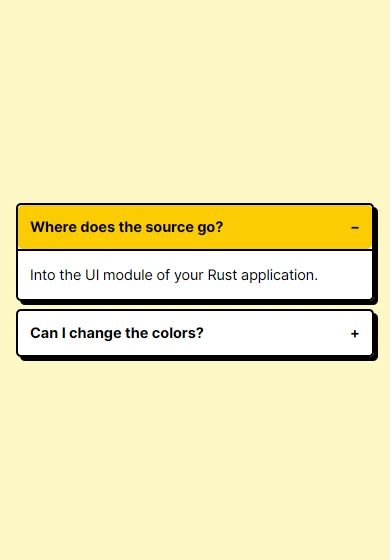 Where does the source go? −
Into the UI module of your Rust application.
Can I change the colors? +